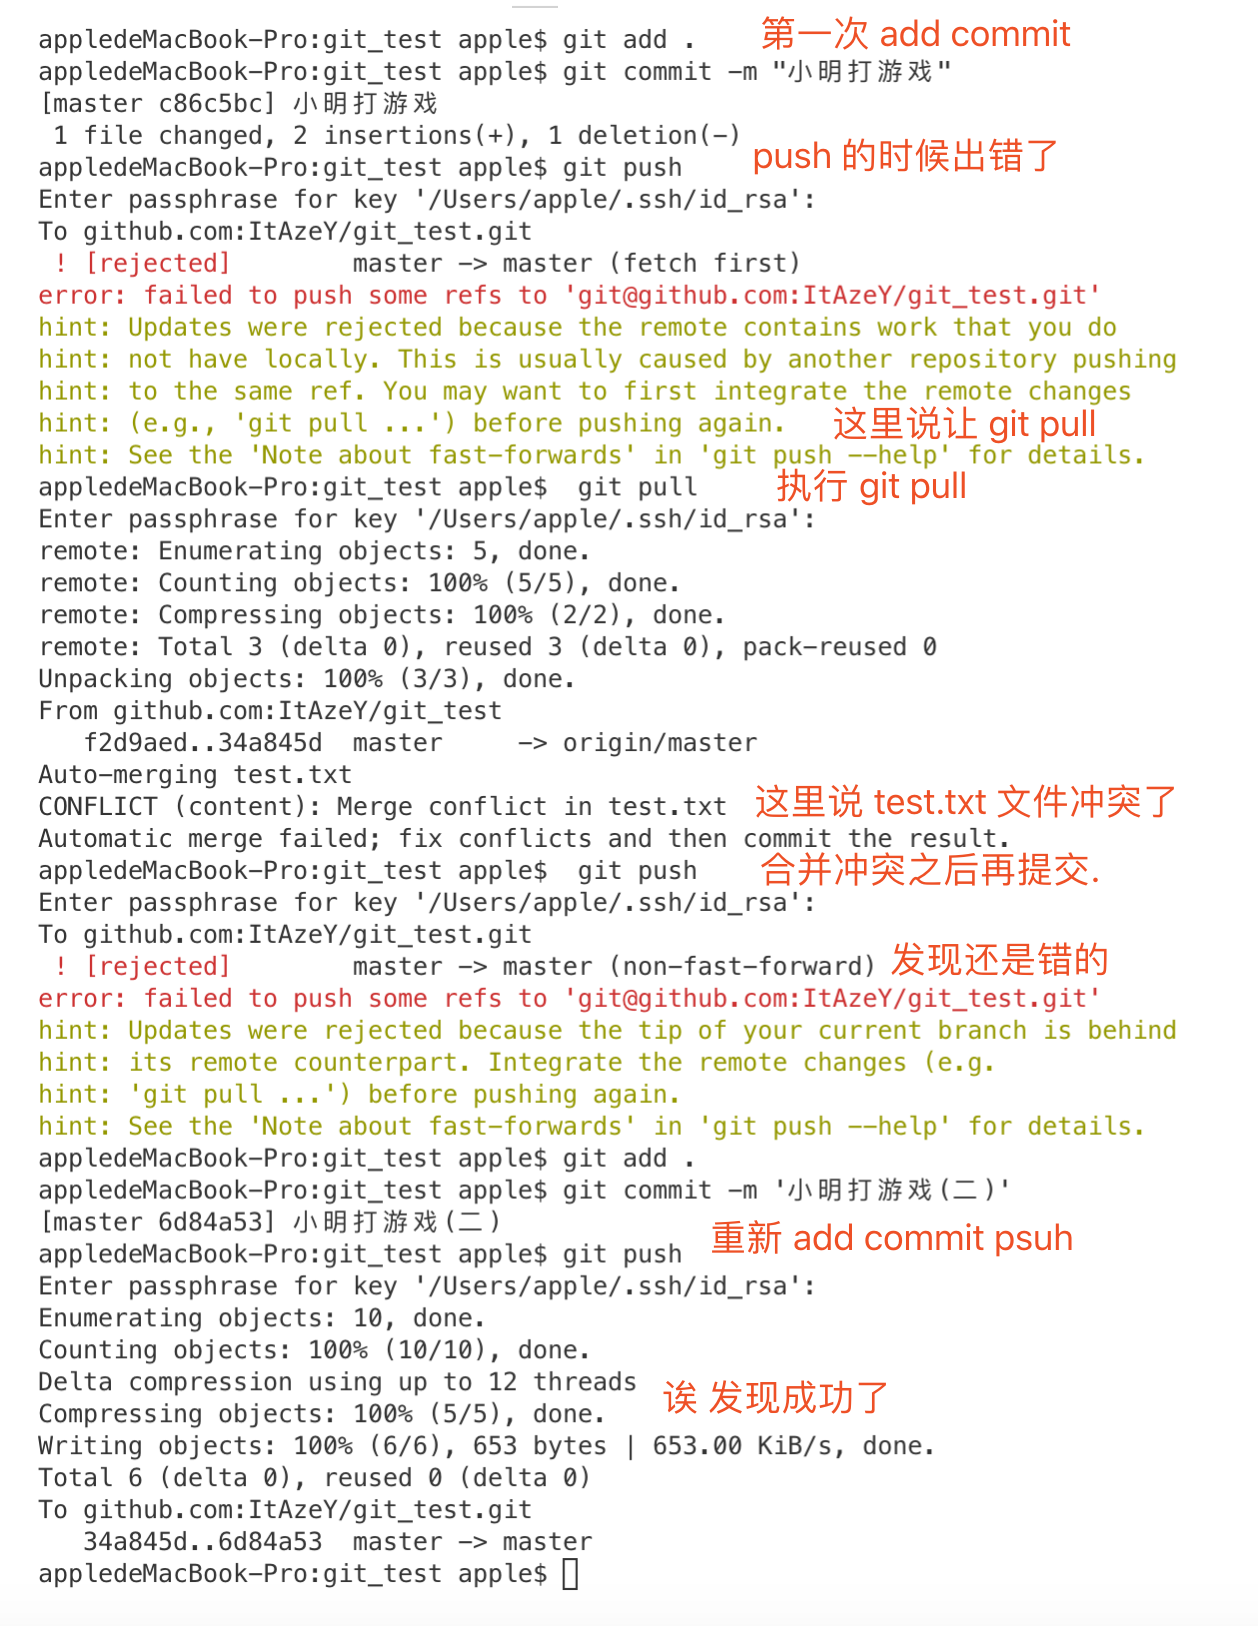 appledeMacBook-Pro:git_test apple$ git add . 第一次 add commit
appledeMacBook-Pro:git_test apple$ git commit -m "小明打游戏"
[master c86c5bc] 小明打游戏
1 file changed, 2 insertions(+), 1 deletion(-)
push 的时候出错了
appledeMacBook-Pro:git_test apple$ git push
Enter passphrase for key '/Users/apple/.ssh/id_rsa':
To github.com:ItAzeY/git_test.git
! [rejected] master -> master (fetch first)
error: failed to push some refs to 'git@github.com:ItAzeY/git_test.git'
hint: Updates were rejected because the remote contains work that you do
hint: not have locally. This is usually caused by another repository pushing
hint: to the same ref. You may want to first integrate the remote changes
hint: (e.g., 'git pull ...') before pushing again. 这里说让 git pull
hint: See the 'Note about fast-forwards' in 'git push --help' for details.
appledeMacBook-Pro:git_test apple$  git pull 执行 git pull
Enter passphrase for key '/Users/apple/.ssh/id_rsa':
remote: Enumerating objects: 5, done.
remote: Counting objects: 100% (5/5), done.
remote: Compressing objects: 100% (2/2), done.
remote: Total 3 (delta 0), reused 3 (delta 0), pack-reused 0
Unpacking objects: 100% (3/3), done.
From github.com:ItAzeY/git_test
f2d9aed..34a845d master -> origin/master
Auto-merging test.txt
CONFLICT (content): Merge conflict in test.txt 这里说 test.txt 文件冲突了
Automatic merge failed; fix conflicts and then commit the result.
appledeMacBook-Pro:git_test apple$  git push 合并冲突之后再提交.
Enter passphrase for key '/Users/apple/.ssh/id_rsa':
To github.com:ItAzeY/git_test.git
! [rejected] master -> master (non-fast-forward) 发现还是错的
error: failed to push some refs to 'git@github.com:ItAzeY/git_test.git'
hint: Updates were rejected because the tip of your current branch is behind
hint: its remote counterpart. Integrate the remote changes (e.g.
hint: 'git pull ...') before pushing again.
hint: See the 'Note about fast-forwards' in 'git push --help' for details.
appledeMacBook-Pro:git_test apple$ git add .
appledeMacBook-Pro:git_test apple$ git commit -m '小明打游戏(二)'
[master 6d84a53] 小明打游戏(二)
appledeMacBook-Pro:git_test apple$ git push 重新 add commit psuh
Enter passphrase for key '/Users/apple/.ssh/id_rsa':
Enumerating objects: 10, done.
Counting objects: 100% (10/10), done.
Delta compression using up to 12 threads 诶 发现成功了
Compressing objects: 100% (5/5), done.
Writing objects: 100% (6/6), 653 bytes | 653.00 KiB/s, done.
Total 6 (delta 0), reused 0 (delta 0)
To github.com:ItAzeY/git_test.git
34a845d..6d84a53 master -> master
appledeMacBook-Pro:git_test apple$